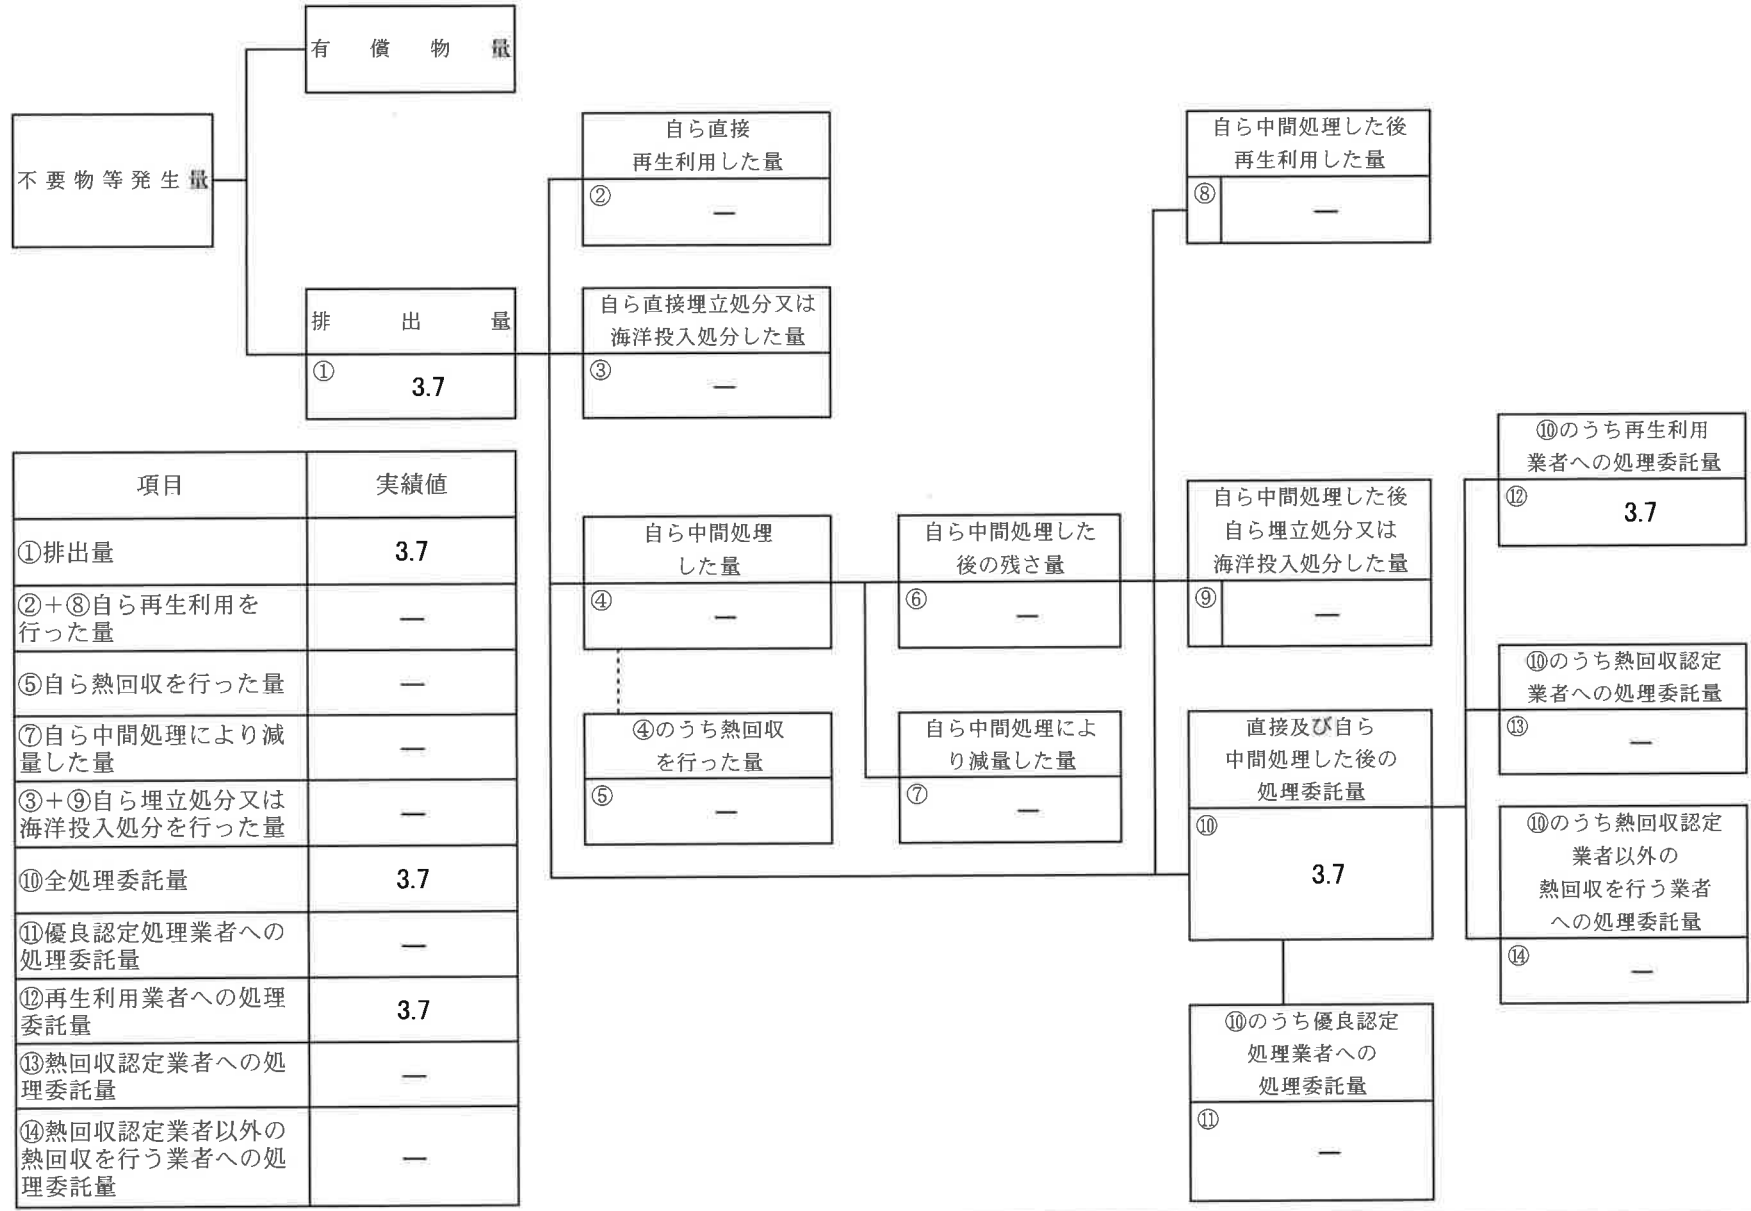 有償物量
不要物等発生量
排出量
①
3.7
自ら直接
再生利用した量
②
―
自ら直接埋立処分又は
海洋投入処分した量
③
―
自ら中間処理
した量
④
―
④のうち熱回収
を行った量
⑤
―
自ら中間処理した
後の残さ量
⑥
―
自ら中間処理によ
り減量した量
⑦
―
自ら中間処理した後
再生利用した量
⑧
―
自ら中間処理した後
自ら埋立処分又は
海洋投入処分した量
⑨
―
直接及び自ら
中間処理した後の
処理委託量
⑩
3.7
⑩のうち優良認定
処理業者への
処理委託量
⑪
―
⑩のうち再生利用
業者への処理委託量
⑫
3.7
⑩のうち熱回収認定
業者への処理委託量
⑬
―
⑩のうち熱回収認定
業者以外の
熱回収を行う業者
への処理委託量
⑭
―
項目 実績値
①排出量 3.7
②＋⑧自ら再生利用を
行った量 ―
⑤自ら熱回収を行った量 ―
⑦自ら中間処理により減
量した量 ―
③＋⑨自ら埋立処分又は
海洋投入処分を行った量 ―
⑩全処理委託量 3.7
⑪優良認定処理業者への
処理委託量 ―
⑫再生利用業者への処理
委託量 3.7
⑬熱回収認定業者への処
理委託量 ―
⑭熱回収認定業者以外の
熱回収を行う業者への処
理委託量 ―